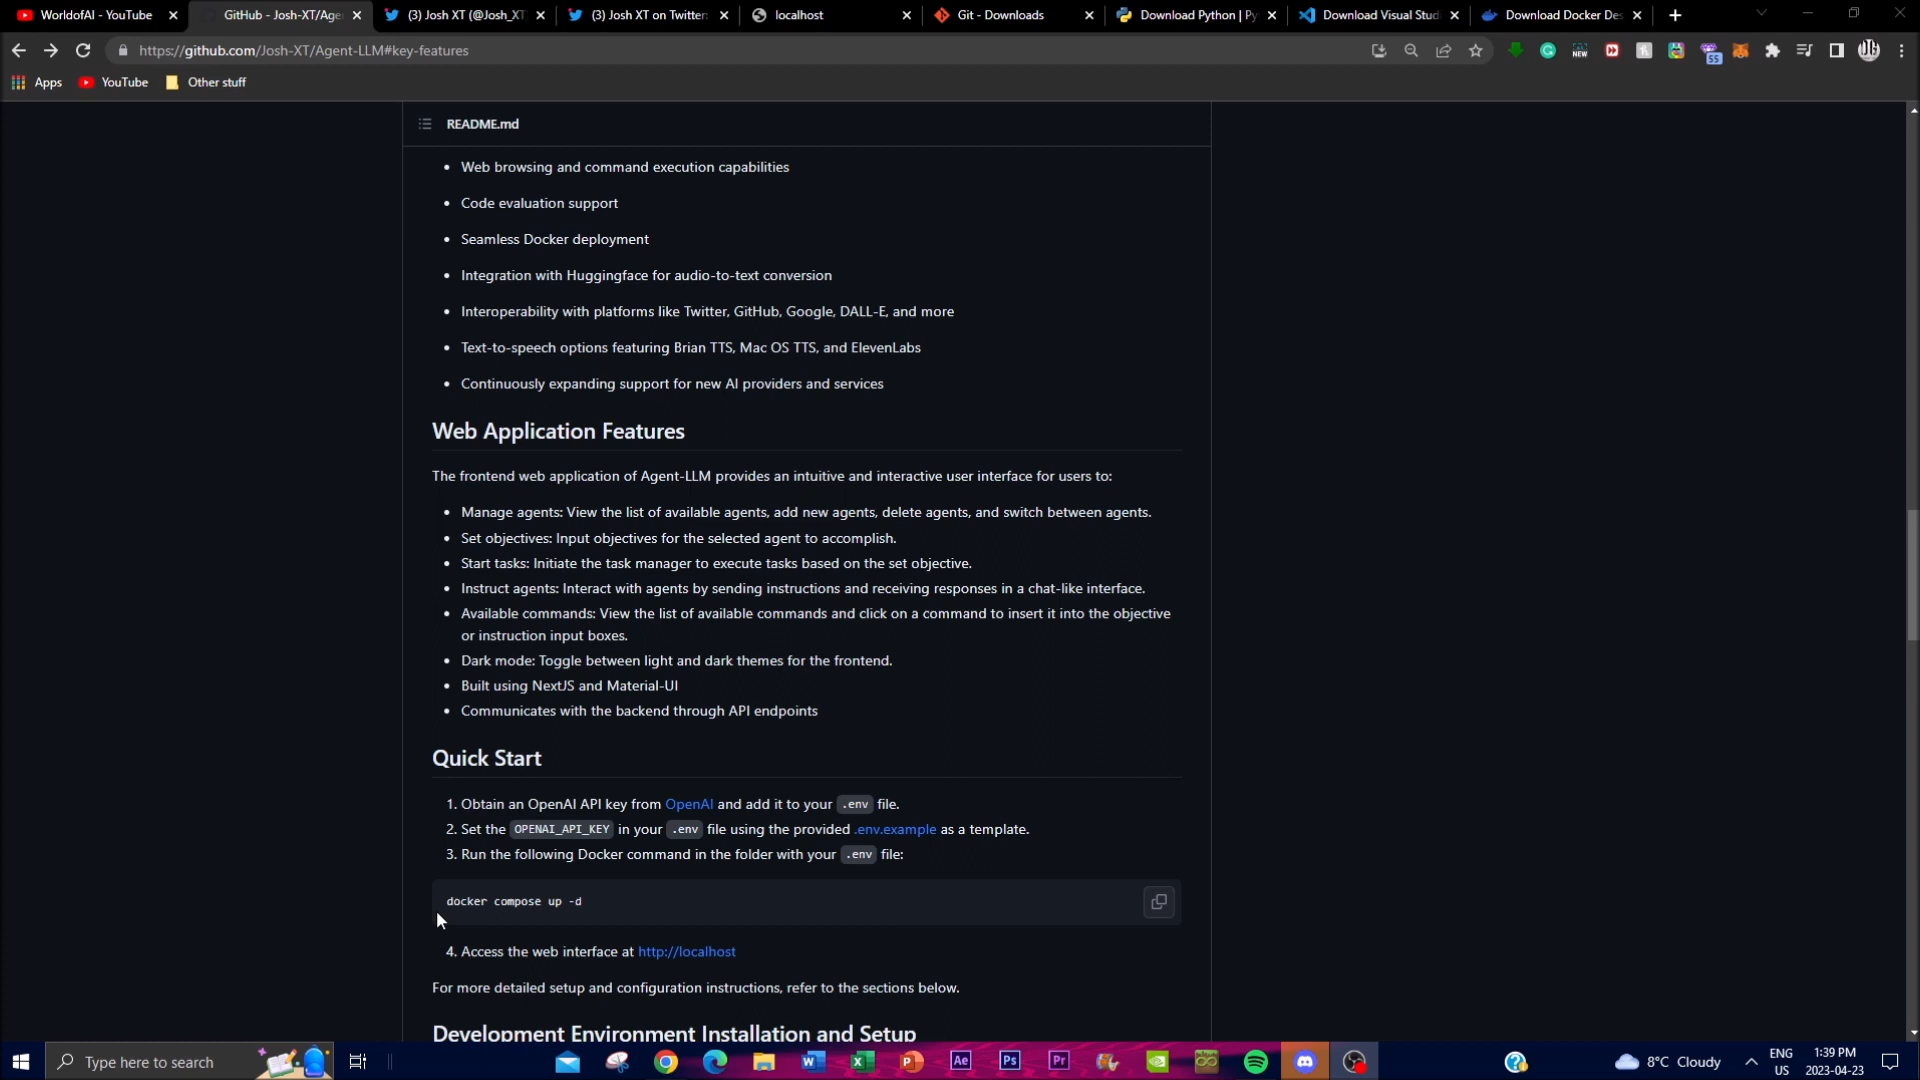 WorldofAI - YouTube
GitHub - Josh-XT/Age
(3) Josh XT (@Josh_XT
(3) Josh XT on Twitter:
localhost
Git - Downloads
Download Python | Py
Download Visual Stud
Download Docker Des
https://github.com/Josh-XT/Agent-LLM#key-features
NEW
55
Apps
YouTube
Other stuff
README.md
• Web browsing and command execution capabilities
• Code evaluation support
• Seamless Docker deployment
• Integration with Huggingface for audio-to-text conversion
• Interoperability with platforms like Twitter, GitHub, Google, DALL-E, and more
• Text-to-speech options featuring Brian TTS, Mac OS TTS, and ElevenLabs
• Continuously expanding support for new AI providers and services
Web Application Features
The frontend web application of Agent-LLM provides an intuitive and interactive user interface for users to:
• Manage agents: View the list of available agents, add new agents, delete agents, and switch between agents.
• Set objectives: Input objectives for the selected agent to accomplish.
• Start tasks: Initiate the task manager to execute tasks based on the set objective.
• Instruct agents: Interact with agents by sending instructions and receiving responses in a chat-like interface.
• Available commands: View the list of available commands and click on a command to insert it into the objective
or instruction input boxes.
• Dark mode: Toggle between light and dark themes for the frontend.
• Built using NextJS and Material-UI
• Communicates with the backend through API endpoints
Quick Start
1. Obtain an OpenAI API key from OpenAI and add it to your .env file.
2. Set the OPENAI_API_KEY in your .env file using the provided .env.example as a template.
3. Run the following Docker command in the folder with your .env file:
docker compose up -d
4. Access the web interface at http://localhost
For more detailed setup and configuration instructions, refer to the sections below.
Development Environment Installation and Setup
Type here to search
Ae
Ps
Pr
8°C Cloudy
ENG
US
1:39 PM
2023-04-23